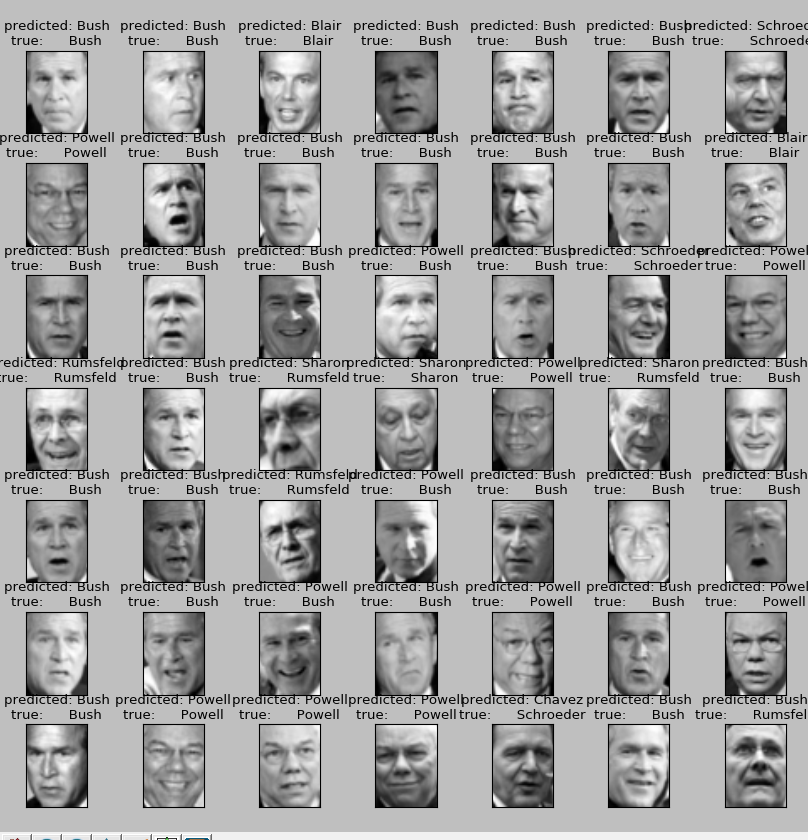 predicted: Bush predicted: Bush predicted: Blair predicted: Bush predicted: Bush predicted: Bush predicted: Schroed
true: Bush true: Bush true: Blair true: Bush true: Bush true: Bush true: Schroede
predicted: Powell predicted: Bush predicted: Bush predicted: Bush predicted: Bush predicted: Bush predicted: Blair
true: Powell true: Bush true: Bush true: Bush true: Bush true: Bush true: Blair
predicted: Bush predicted: Bush predicted: Bush predicted: Powell predicted: Bush predicted: Schroeder predicted: Powel
true: Bush true: Bush true: Bush true: Bush true: Bush true: Schroeder true: Powell
redicted: Rumsfeld predicted: Bush predicted: Sharon predicted: Sharon predicted: Powell predicted: Sharon predicted: Bush
rue: Rumsfeld true: Bush true: Rumsfeld true: Sharon true: Powell true: Rumsfeld true: Bush
predicted: Bush predicted: Bush predicted: Rumsfeld predicted: Powell predicted: Bush predicted: Bush predicted: Bush
true: Bush true: Bush true: Rumsfeld true: Bush true: Bush true: Bush true: Bush
predicted: Bush predicted: Bush predicted: Powell predicted: Bush predicted: Powell predicted: Bush predicted: Powel
true: Bush true: Bush true: Bush true: Bush true: Powell true: Bush true: Powell
predicted: Bush predicted: Powell predicted: Powell predicted: Powell predicted: Chavez predicted: Bush predicted: Bush
true: Bush true: Powell true: Powell true: Powell true: Schroeder true: Bush true: Rumsfel